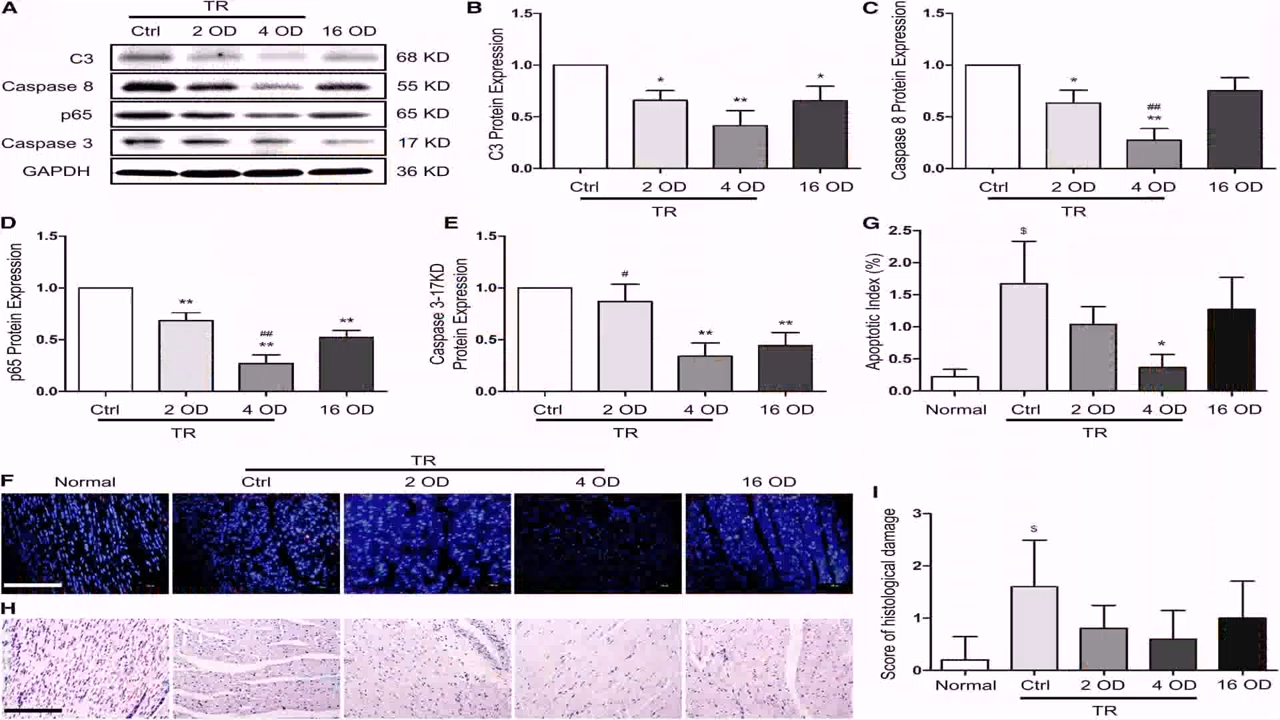 A
TR
Ctrl 2 OD 4 OD 16 OD
C3 68 KD
Caspase 8 55 KD
p65 65 KD
Caspase 3 17 KD
GAPDH 36 KD
B
C3 Protein Expression
1.5
1.0
0.5
0.0
* ** *
Ctrl 2 OD 4 OD 16 OD
TR
C
Caspase 8 Protein Expression
1.5
1.0
0.5
0.0
*
##
**
Ctrl 2 OD 4 OD 16 OD
TR
D
p65 Protein Expression
1.5
1.0
0.5
0.0
**
##
**
**
Ctrl 2 OD 4 OD 16 OD
TR
E
Caspase 3-17KD
Protein Expression
1.5
1.0
0.5
0.0
# ** **
Ctrl 2 OD 4 OD 16 OD
TR
G
Apoptotic Index (%)
2.5
2.0
1.5
1.0
0.5
0.0
$ *
Normal Ctrl 2 OD 4 OD 16 OD
TR
F
TR
Normal Ctrl 2 OD 4 OD 16 OD
H
I
Score of histological damage
3
2
1
0
$
Normal Ctrl 2 OD 4 OD 16 OD
TR